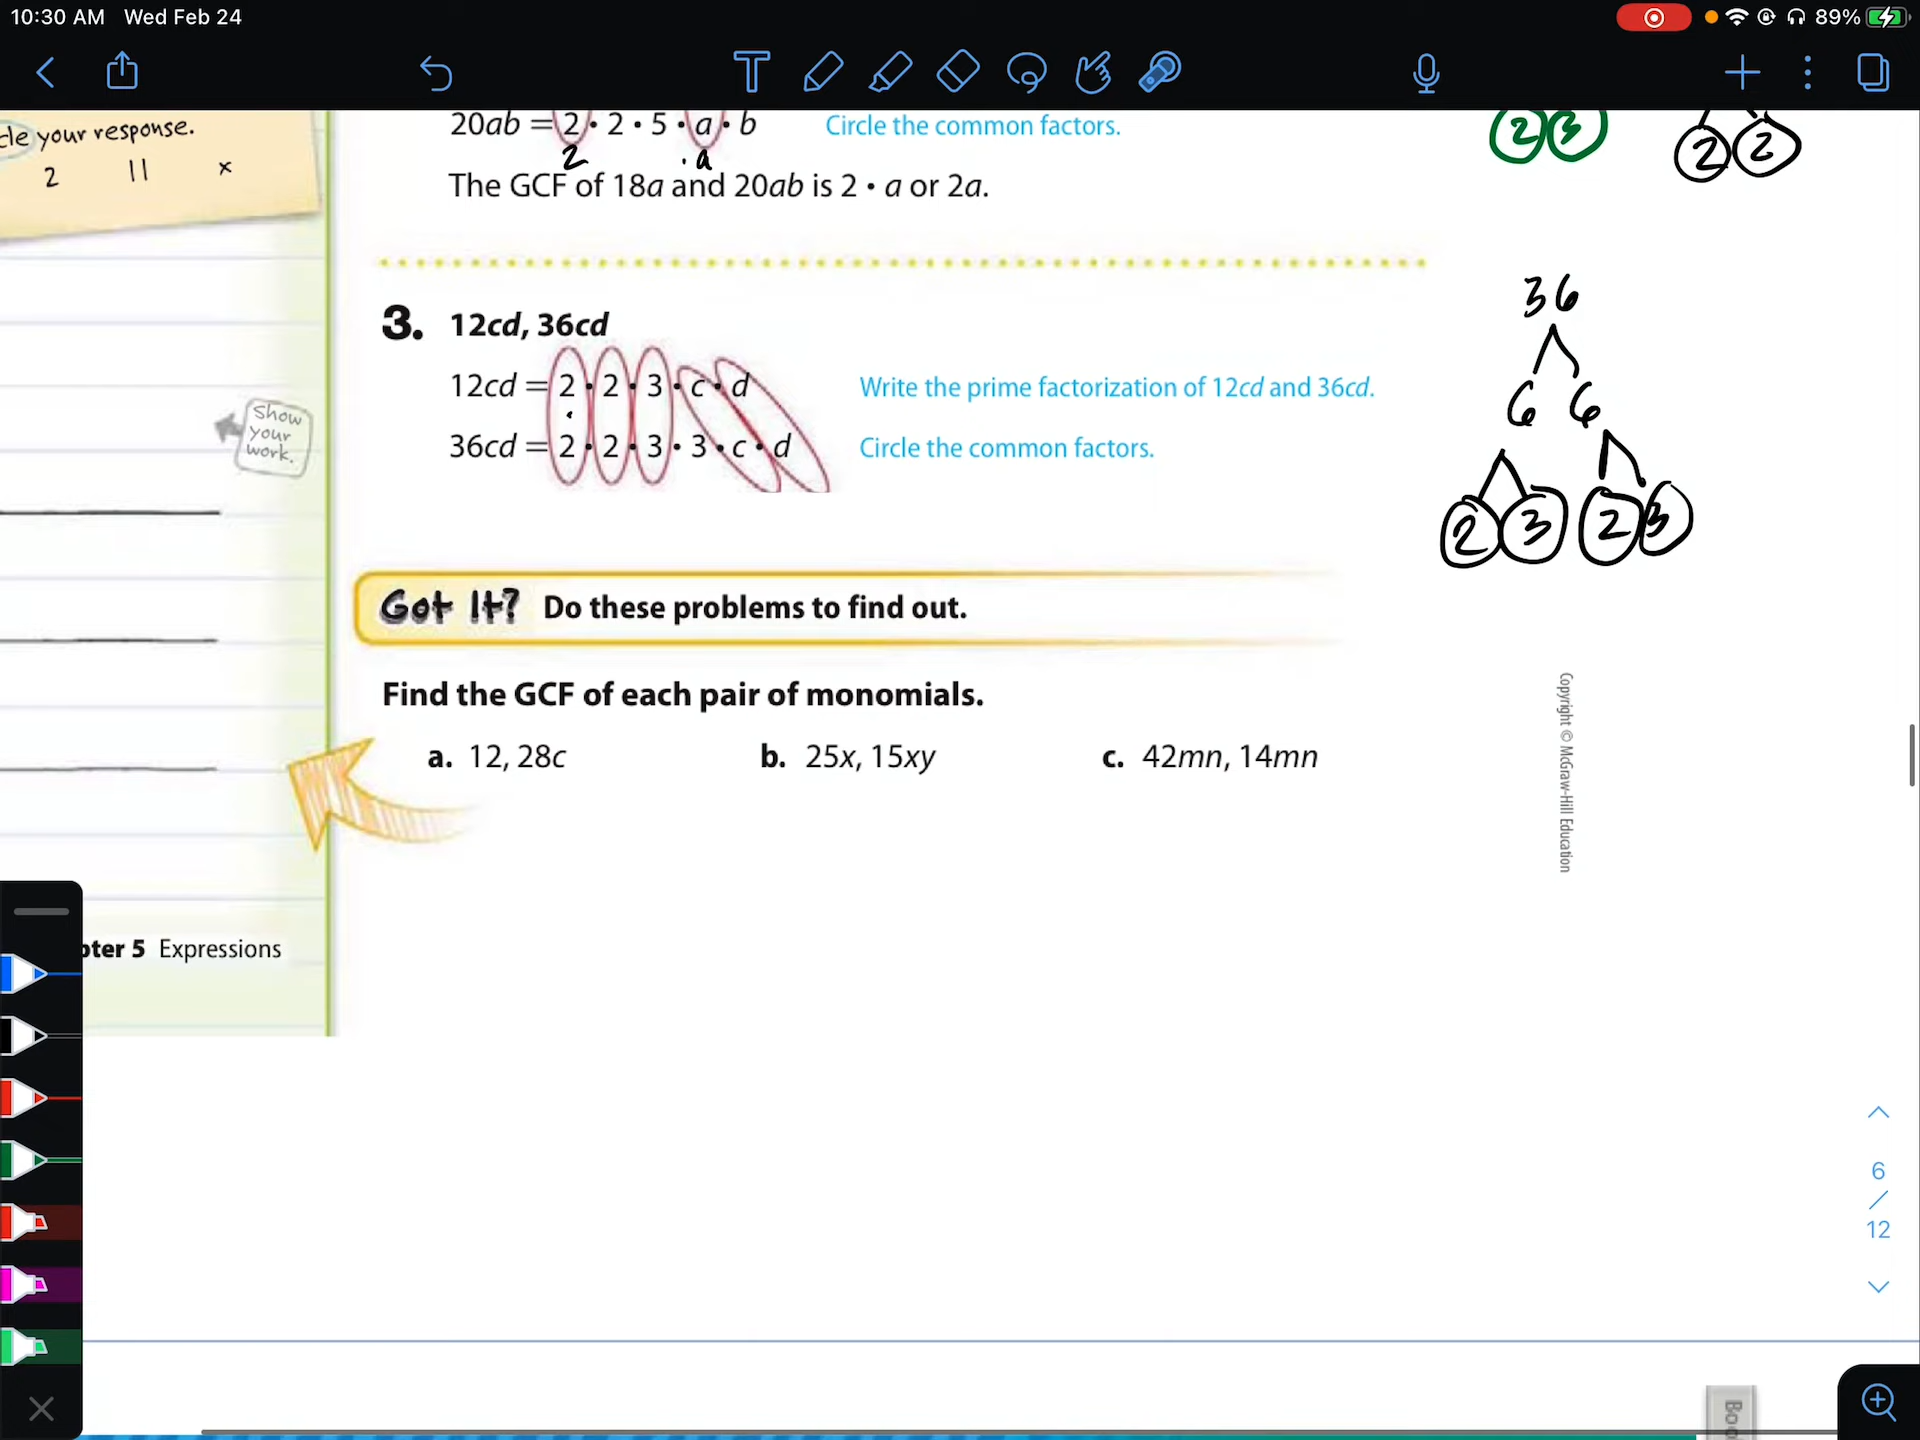 10:30 AM Wed Feb 24
89%
cle your response.
2 11 x
20ab = 2 · 2 · 5 · a · b Circle the common factors.
2 · a
The GCF of 18a and 20ab is 2 · a or 2a.
2 3 2 2
3. 12cd, 36cd
12cd = 2 · 2 · 3 · c · d Write the prime factorization of 12cd and 36cd.
36cd = 2 · 2 · 3 · 3 · c · d Circle the common factors.
36
6 6
2 3 2 3
Show
your
work.
Got It? Do these problems to find out.
Find the GCF of each pair of monomials.
a. 12, 28c b. 25x, 15xy c. 42mn, 14mn
Copyright © McGraw-Hill Education
pter 5 Expressions
6
/
12
Boo